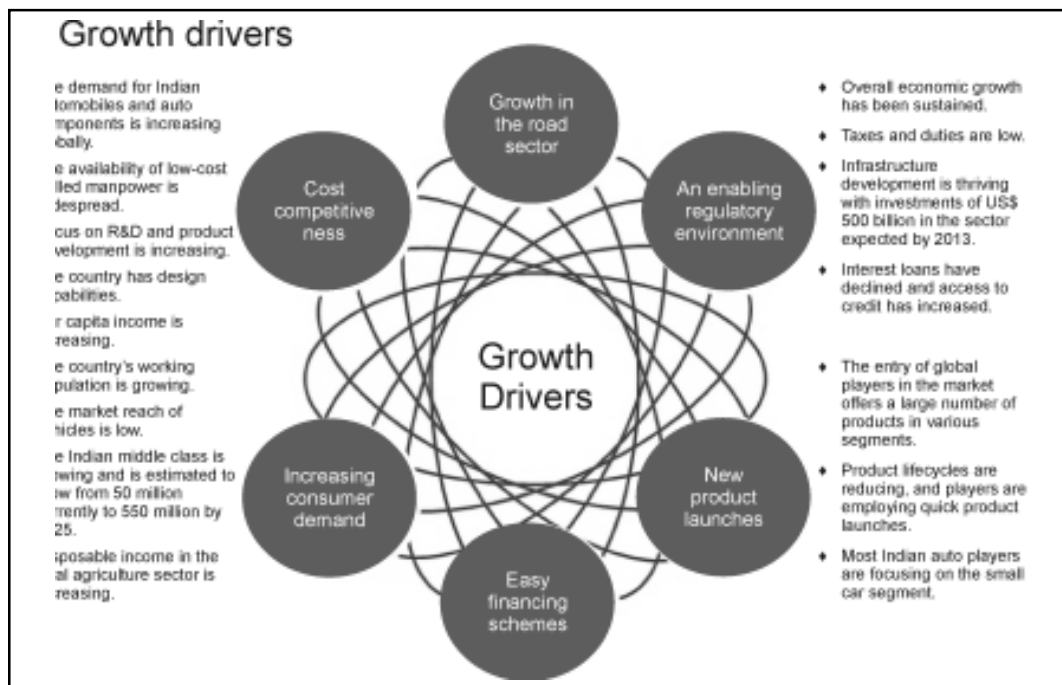 Growth drivers
e demand for Indian
tomobiles and auto
mponents is increasing
bally.
e availability of low-cost
lled manpower is
despread.
cus on R&D and product
velopment is increasing.
e country has design
pabilities.
r capita income is
reasing.
e country's working
pulation is growing.
e market reach of
hicles is low.
e Indian middle class is
wing and is estimated to
ow from 50 million
rrently to 550 million by
25.
sposable income in the
al agriculture sector is
reasing.
Growth in
the road
sector
Cost
competitive
ness
An enabling
regulatory
environment
Growth
Drivers
Increasing
consumer
demand
New
product
launches
Easy
financing
schemes
♦ Overall economic growth
has been sustained.
♦ Taxes and duties are low.
♦ Infrastructure
development is thriving
with investments of US$
500 billion in the sector
expected by 2013.
♦ Interest loans have
declined and access to
credit has increased.
♦ The entry of global
players in the market
offers a large number of
products in various
segments.
♦ Product lifecycles are
reducing, and players are
employing quick product
launches.
♦ Most Indian auto players
are focusing on the small
car segment.